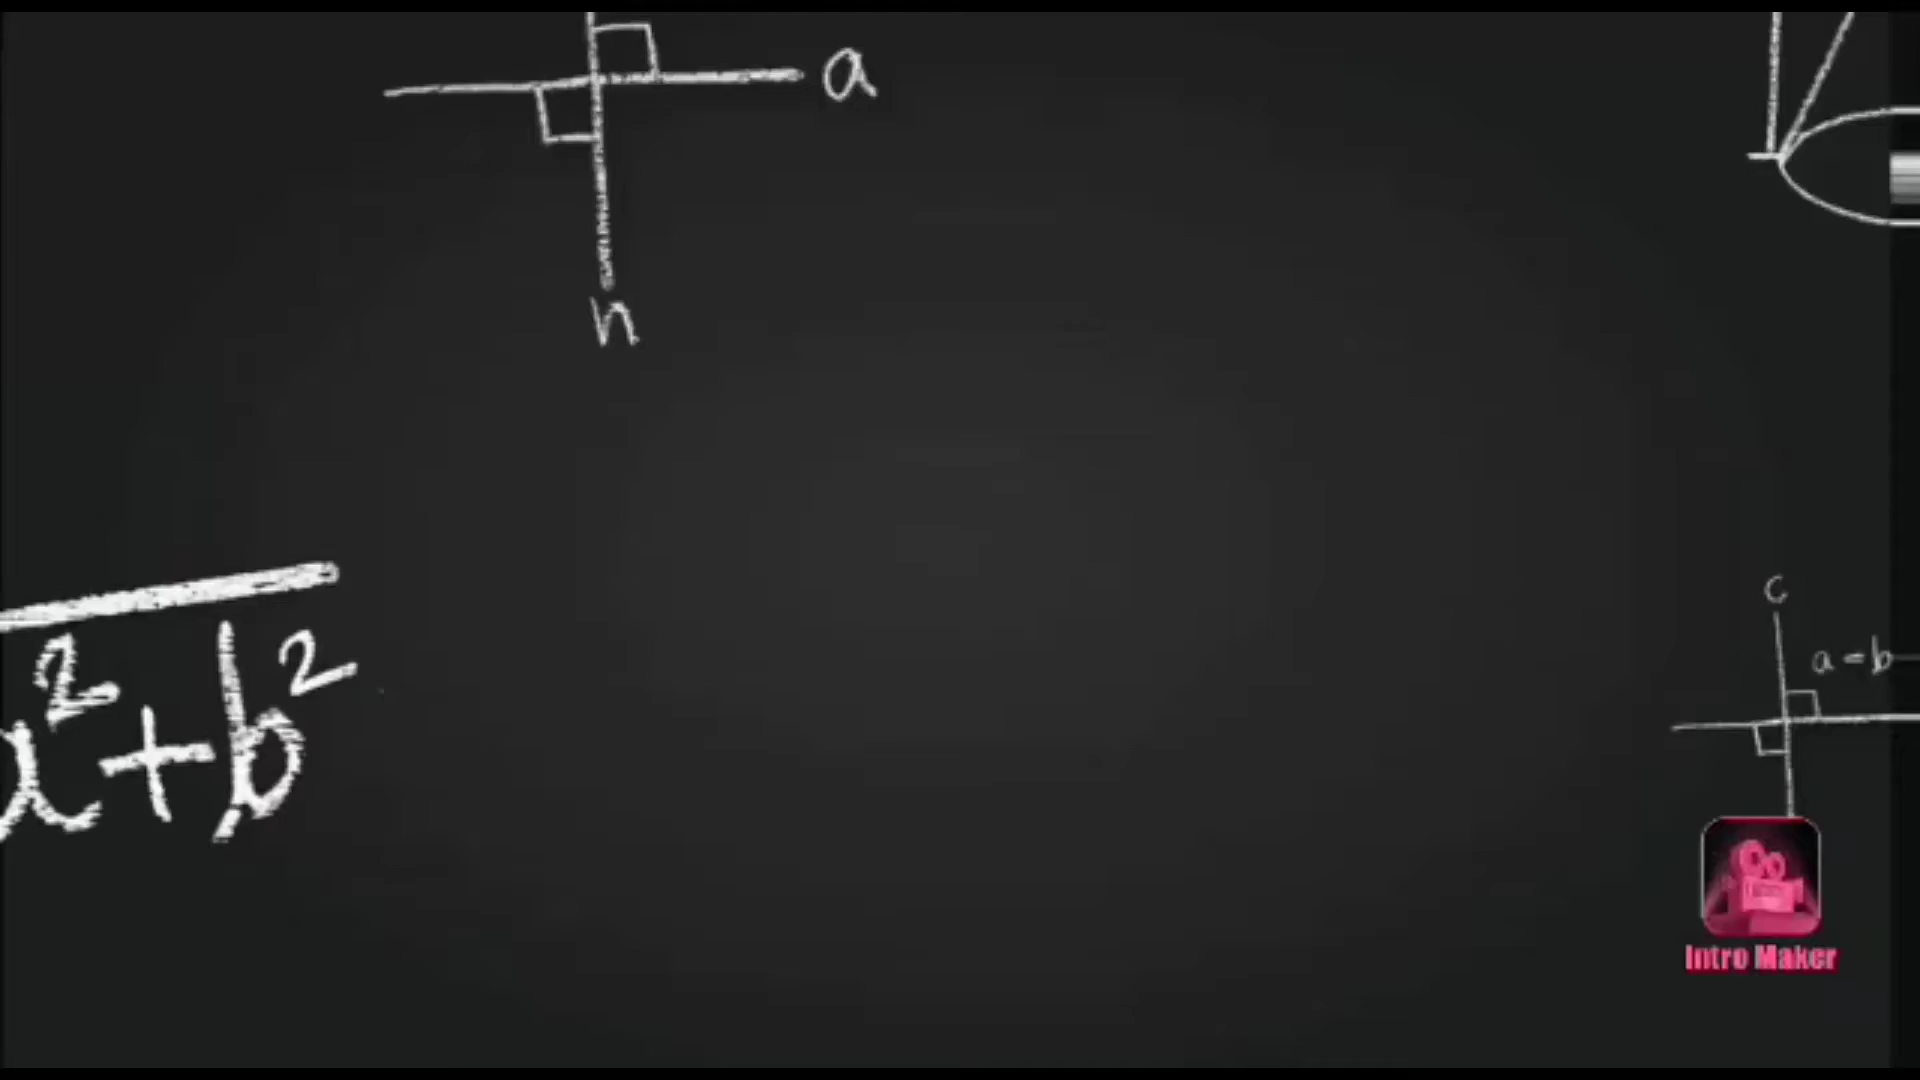 a
n
a²+b²
c
a=b
Intro Maker